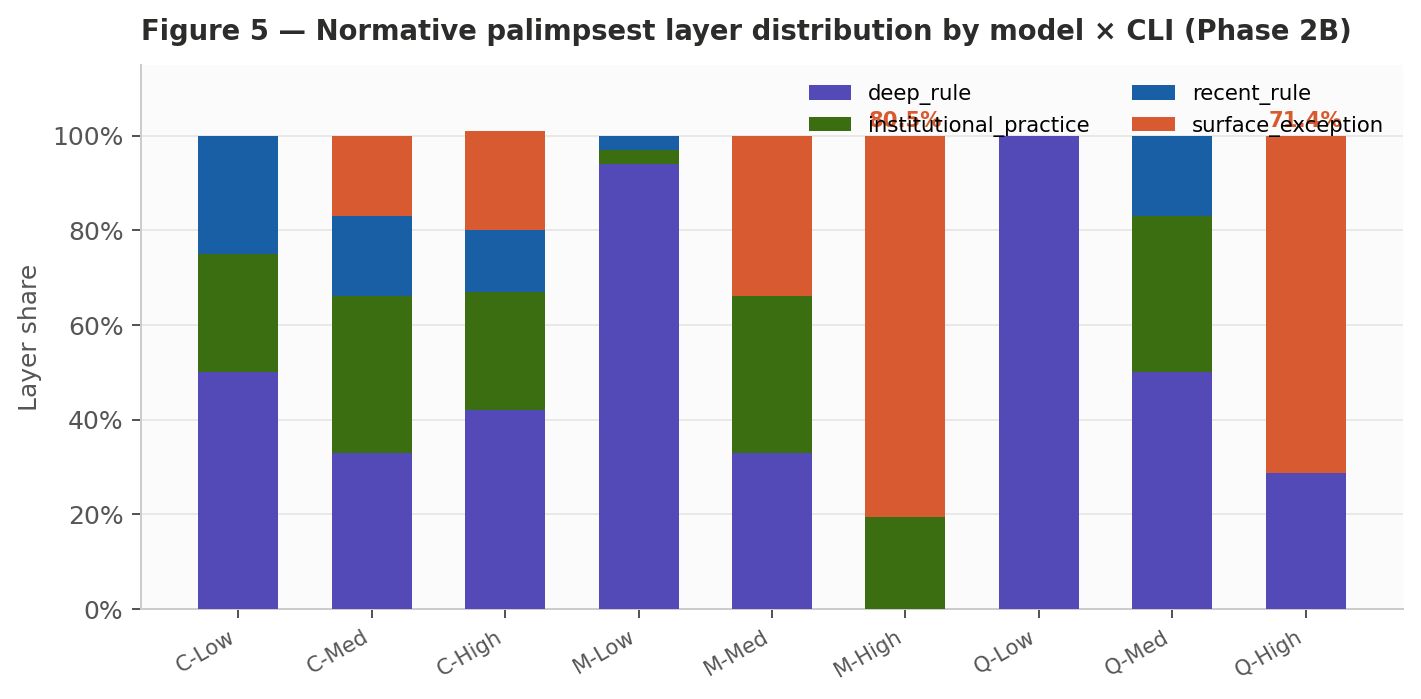 Figure 5 — Normative palimpsest layer distribution by model × CLI (Phase 2B)
deep_rule
institutional_practice
recent_rule
surface_exception
80.5%
71.4%
Layer share
100%
80%
60%
40%
20%
0%
C-Low
C-Med
C-High
M-Low
M-Med
M-High
Q-Low
Q-Med
Q-High